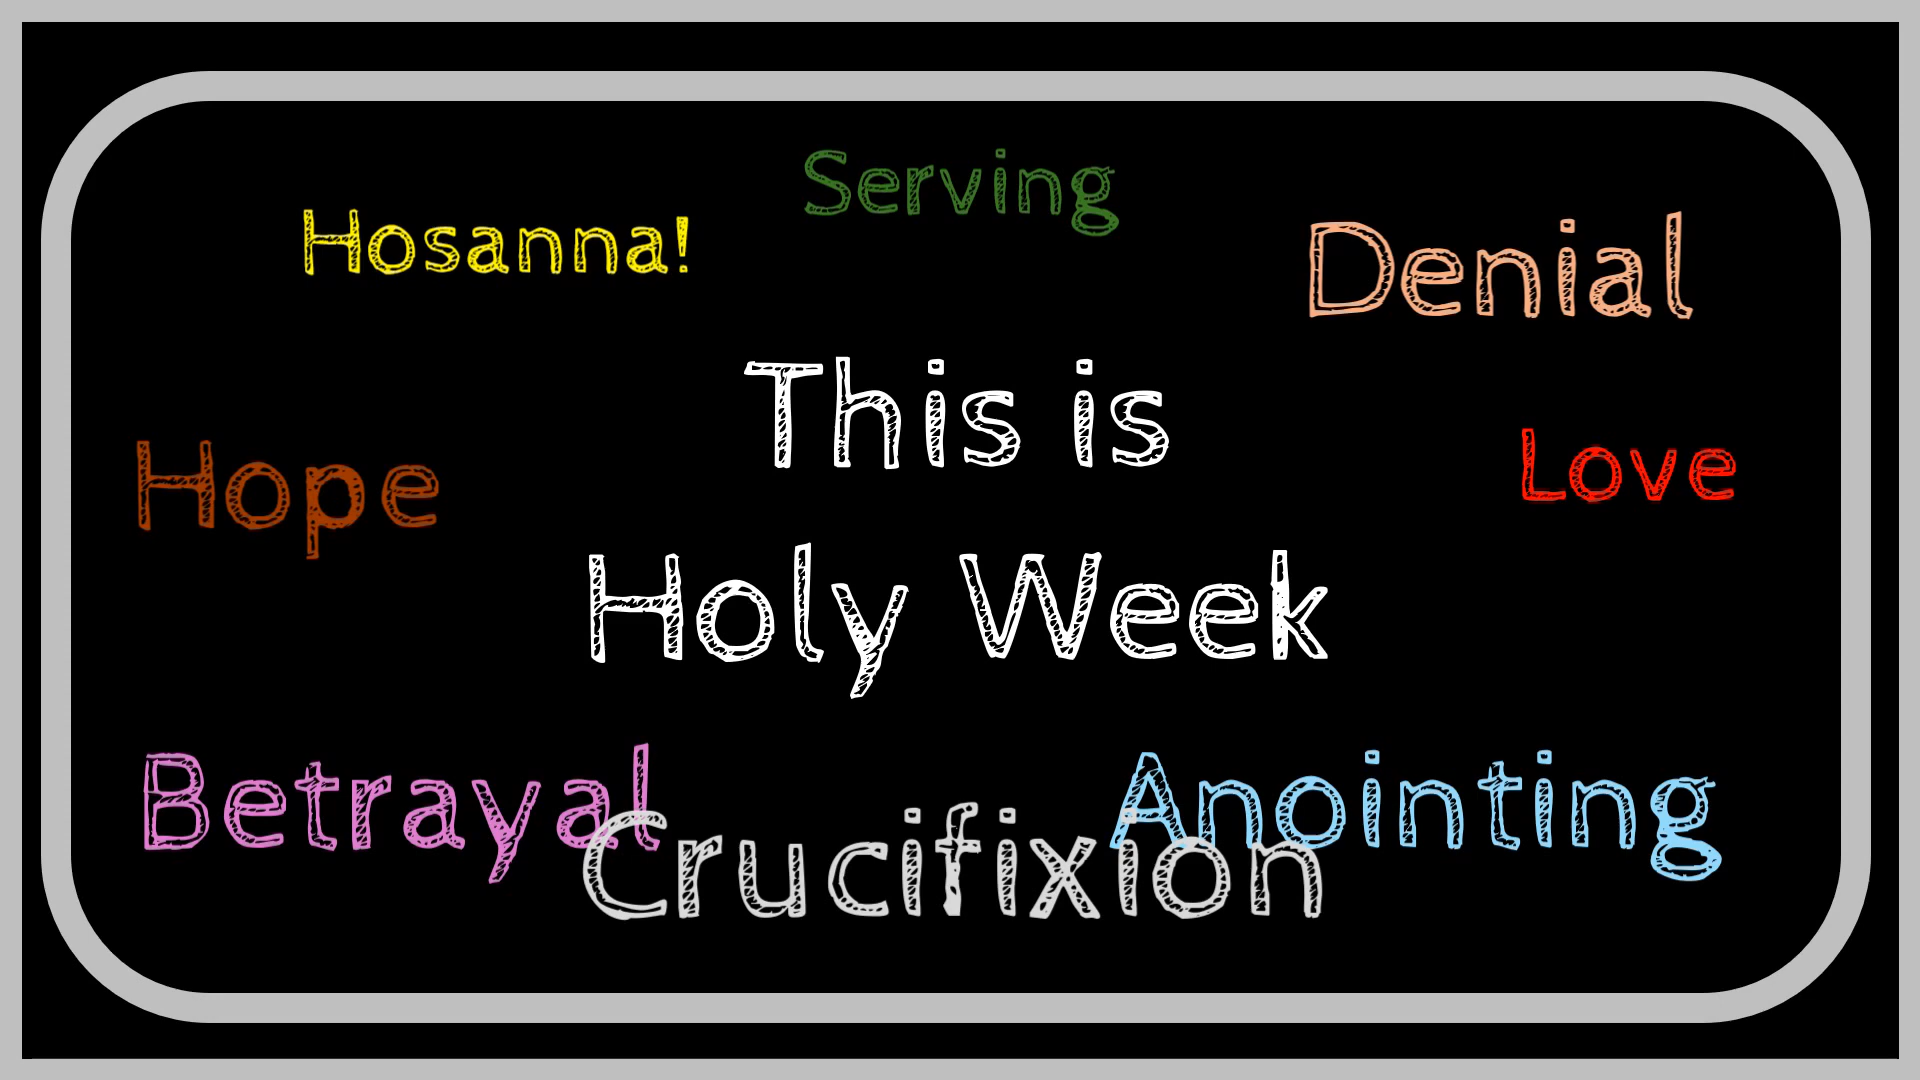 Serving
Hosanna!
Denial
This is
Hope
Love
Holy Week
Betrayal
Anointing
Crucifixion